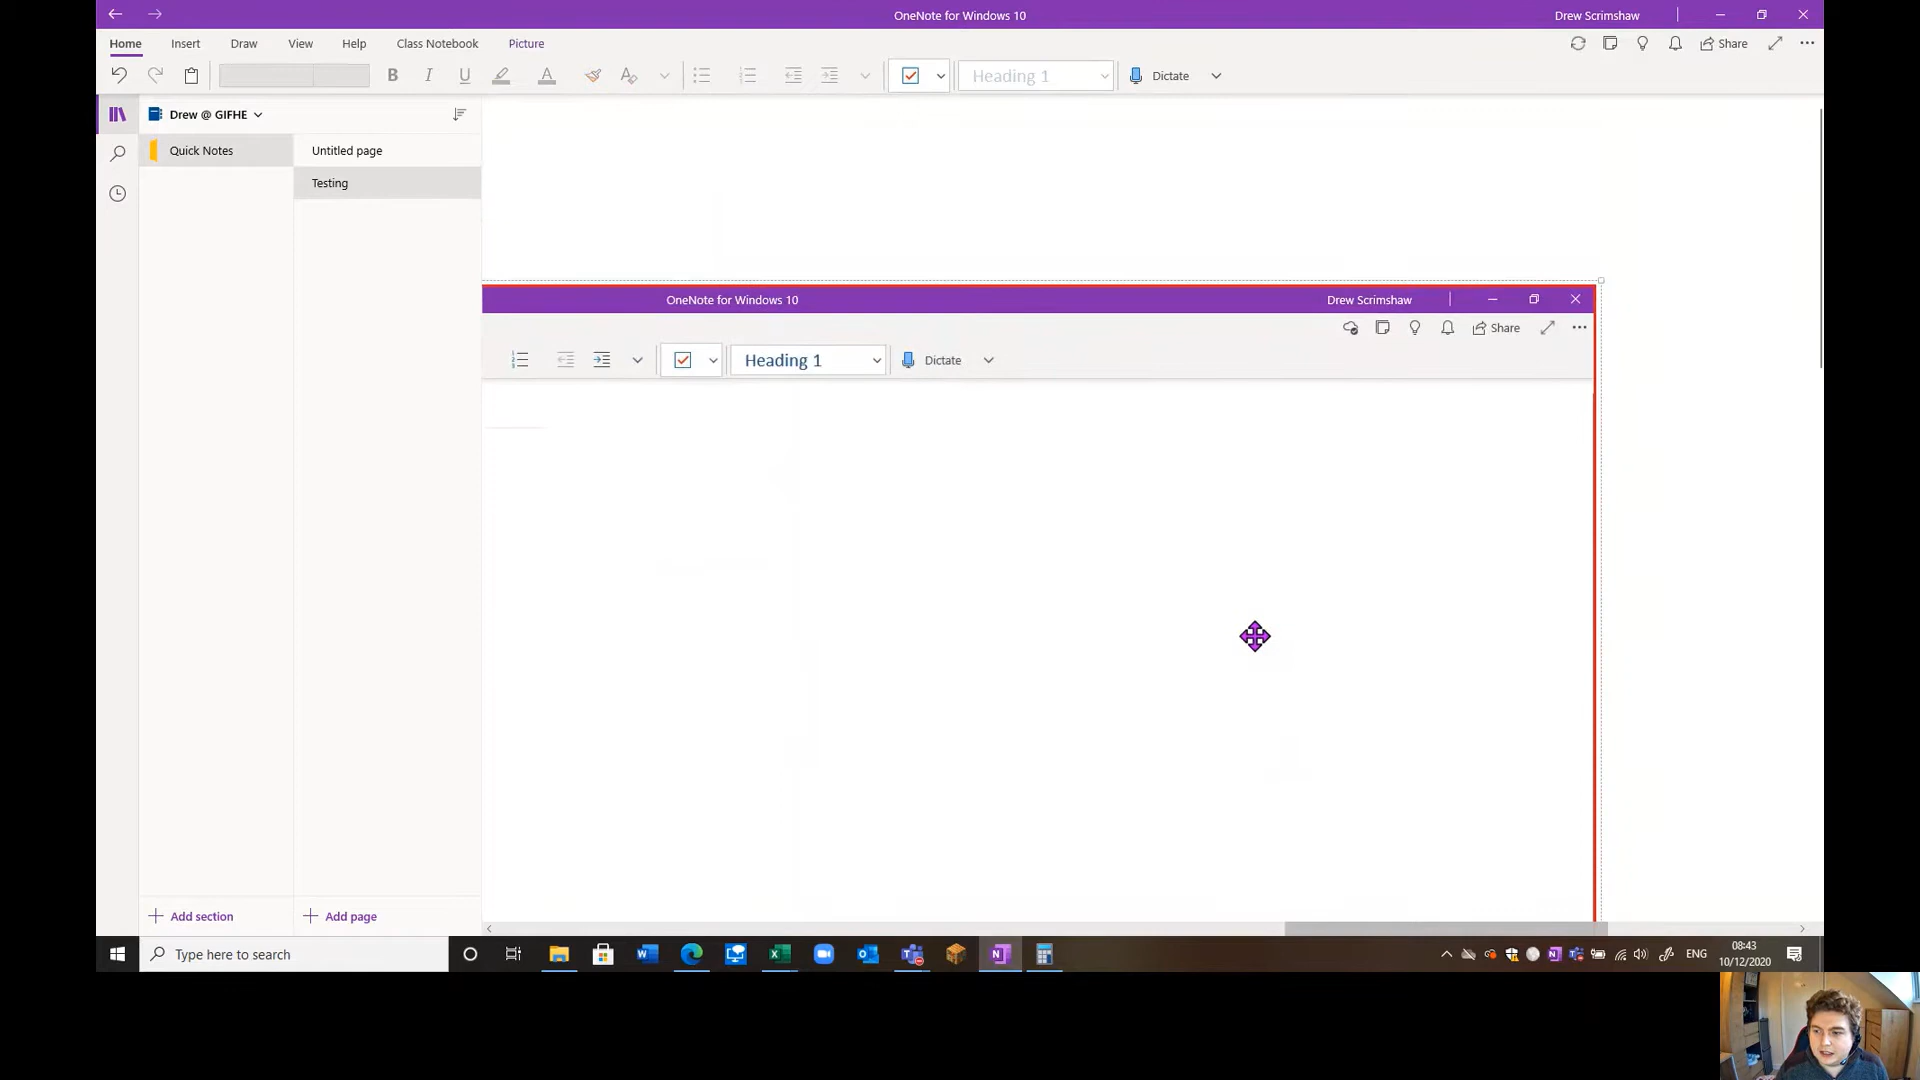 OneNote for Windows 10
Drew Scrimshaw
Home Insert Draw View Help Class Notebook Picture
Share
B I U A Heading 1 Dictate
Drew @ GIFHE
Quick Notes
Untitled page
Testing
OneNote for Windows 10
Drew Scrimshaw
Share
Heading 1 Dictate
Add section
Add page
Type here to search
ENG
08:43
10/12/2020